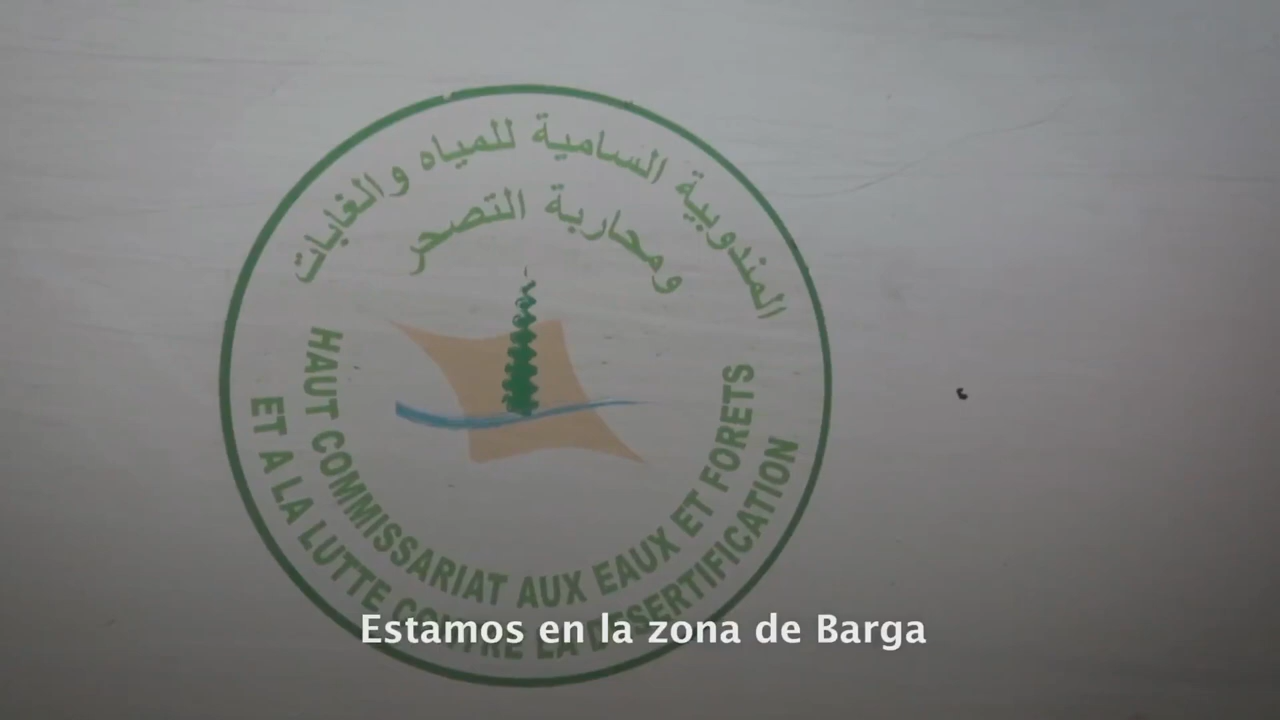 المندوبية السامية للمياه والغابات
ومحاربة التصحر
HAUT COMMISSARIAT AUX EAUX ET FORETS
ET A LA LUTTE CONTRE LA DESERTIFICATION
Estamos en la zona de Barga